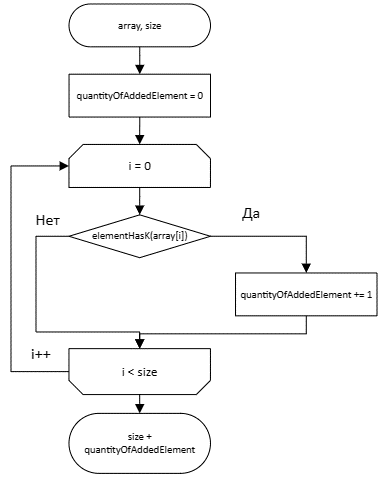 array, size
quantityOfAddedElement = 0
i = 0
Нет
Да
elementHasK(array[i])
quantityOfAddedElement += 1
i++
i < size
size +
quantityOfAddedElement